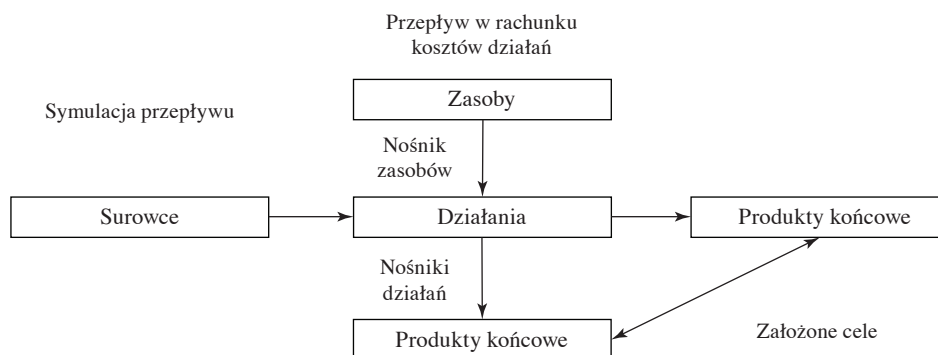 Przepływ w rachunku
kosztów działań
Zasoby
Symulacja przepływu
Nośnik
zasobów
Surowce
Działania
Produkty końcowe
Nośniki
działań
Produkty końcowe
Założone cele